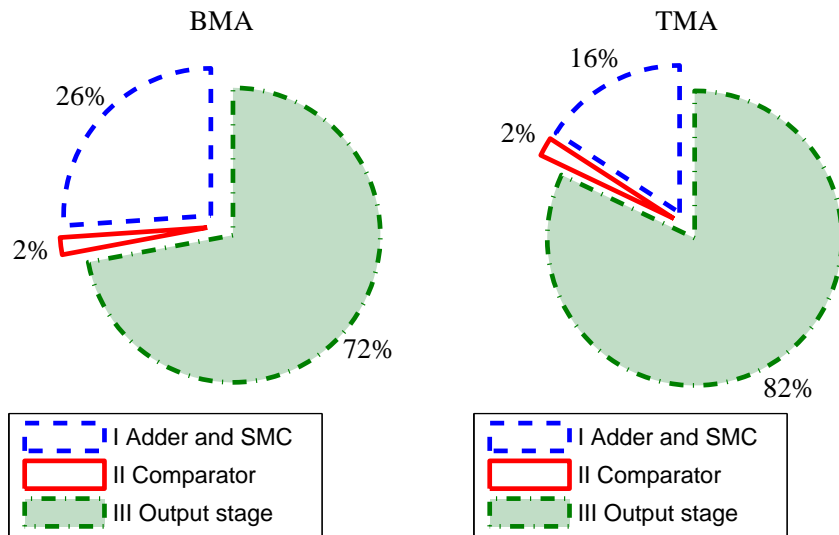 BMA
26%
2%
72%
I Adder and SMC
II Comparator
III Output stage
TMA
16%
2%
82%
I Adder and SMC
II Comparator
III Output stage